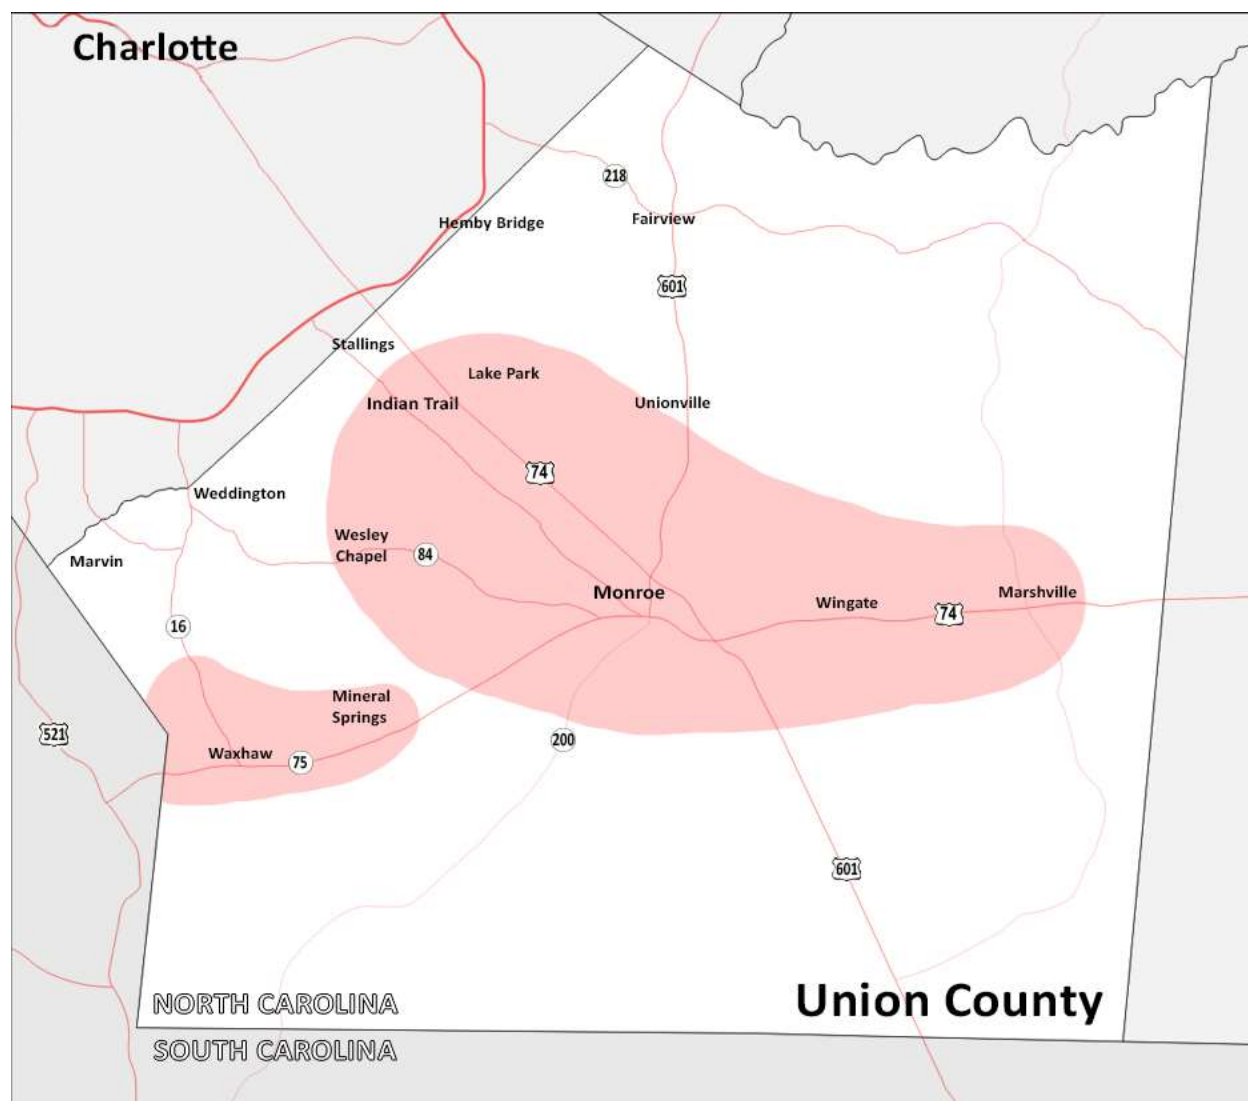 Charlotte
218
Hemby Bridge
Fairview
601
Stallings
Lake Park
Indian Trail
Unionville
74
Weddington
Wesley
Chapel
84
Marvin
Monroe
Wingate
74
Marshville
16
Mineral
Springs
521
Waxhaw
75
200
601
NORTH CAROLINA
Union County
SOUTH CAROLINA